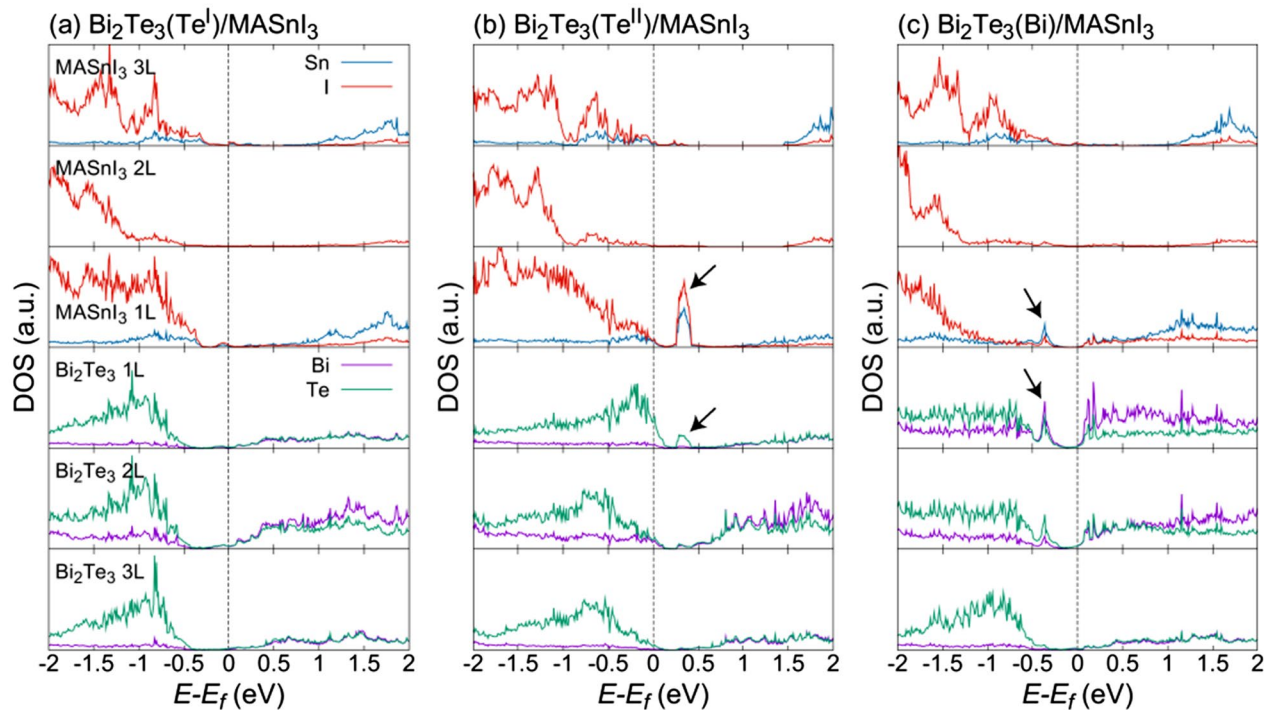 (a) Bi₂Te₃(Teᴵ)/MASnI₃
MASnI₃ 3L
Sn
I
MASnI₃ 2L
MASnI₃ 1L
Bi₂Te₃ 1L
Bi
Te
Bi₂Te₃ 2L
Bi₂Te₃ 3L
DOS (a.u.)
-2 -1.5 -1 -0.5 0 0.5 1 1.5 2
E-E_f (eV)
(b) Bi₂Te₃(Teᴵᴵ)/MASnI₃
DOS (a.u.)
-2 -1.5 -1 -0.5 0 0.5 1 1.5 2
E-E_f (eV)
(c) Bi₂Te₃(Bi)/MASnI₃
DOS (a.u.)
-2 -1.5 -1 -0.5 0 0.5 1 1.5 2
E-E_f (eV)